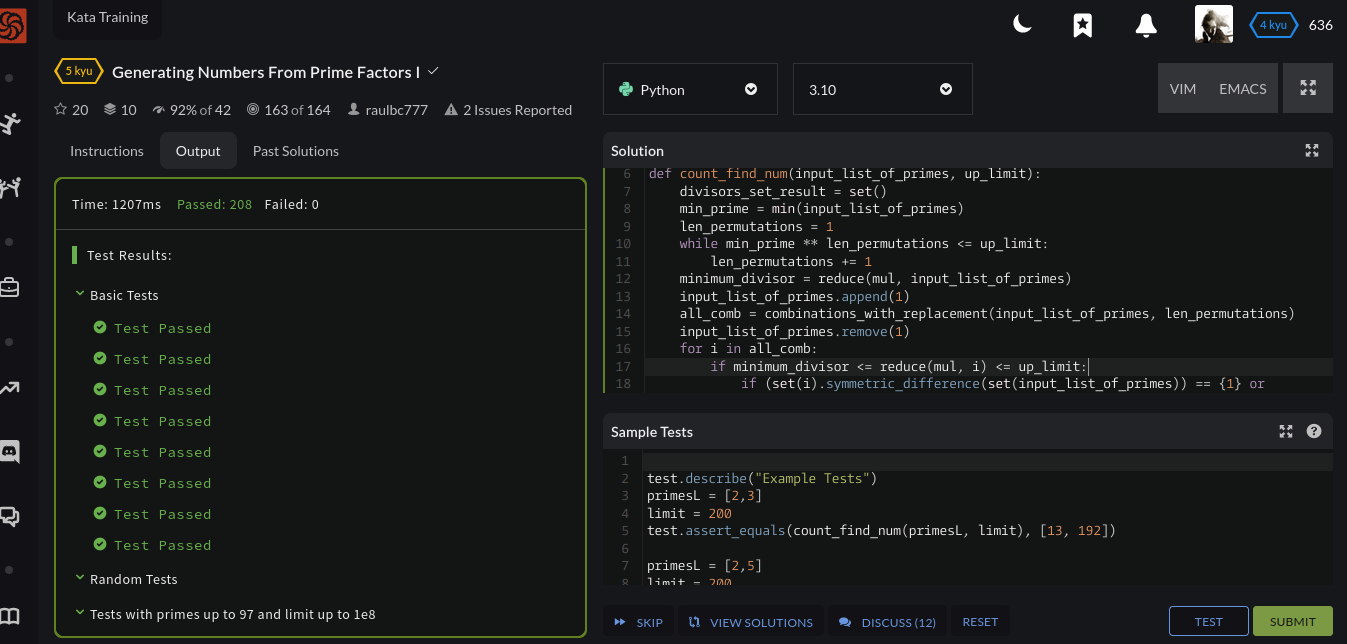 Kata Training
4 kyu 636
5 kyu Generating Numbers From Prime Factors I
20 10 92% of 42 163 of 164 raulbc777 2 Issues Reported
Python 3.10 VIM EMACS
Instructions Output Past Solutions
Time: 1207ms Passed: 208 Failed: 0
Test Results:
Basic Tests
Test Passed
Test Passed
Test Passed
Test Passed
Test Passed
Test Passed
Test Passed
Test Passed
Random Tests
Tests with primes up to 97 and limit up to 1e8
Solution
6 def count_find_num(input_list_of_primes, up_limit):
7 divisors_set_result = set()
8 min_prime = min(input_list_of_primes)
9 len_permutations = 1
10 while min_prime ** len_permutations <= up_limit:
11 len_permutations += 1
12 minimum_divisor = reduce(mul, input_list_of_primes)
13 input_list_of_primes.append(1)
14 all_comb = combinations_with_replacement(input_list_of_primes, len_permutations)
15 input_list_of_primes.remove(1)
16 for i in all_comb:
17 if minimum_divisor <= reduce(mul, i) <= up_limit:
18 if (set(i).symmetric_difference(set(input_list_of_primes)) == {1} or
Sample Tests
1
2 test.describe("Example Tests")
3 primesL = [2,3]
4 limit = 200
5 test.assert_equals(count_find_num(primesL, limit), [13, 192])
6
7 primesL = [2,5]
8 limit = 200
SKIP VIEW SOLUTIONS DISCUSS (12) RESET TEST SUBMIT